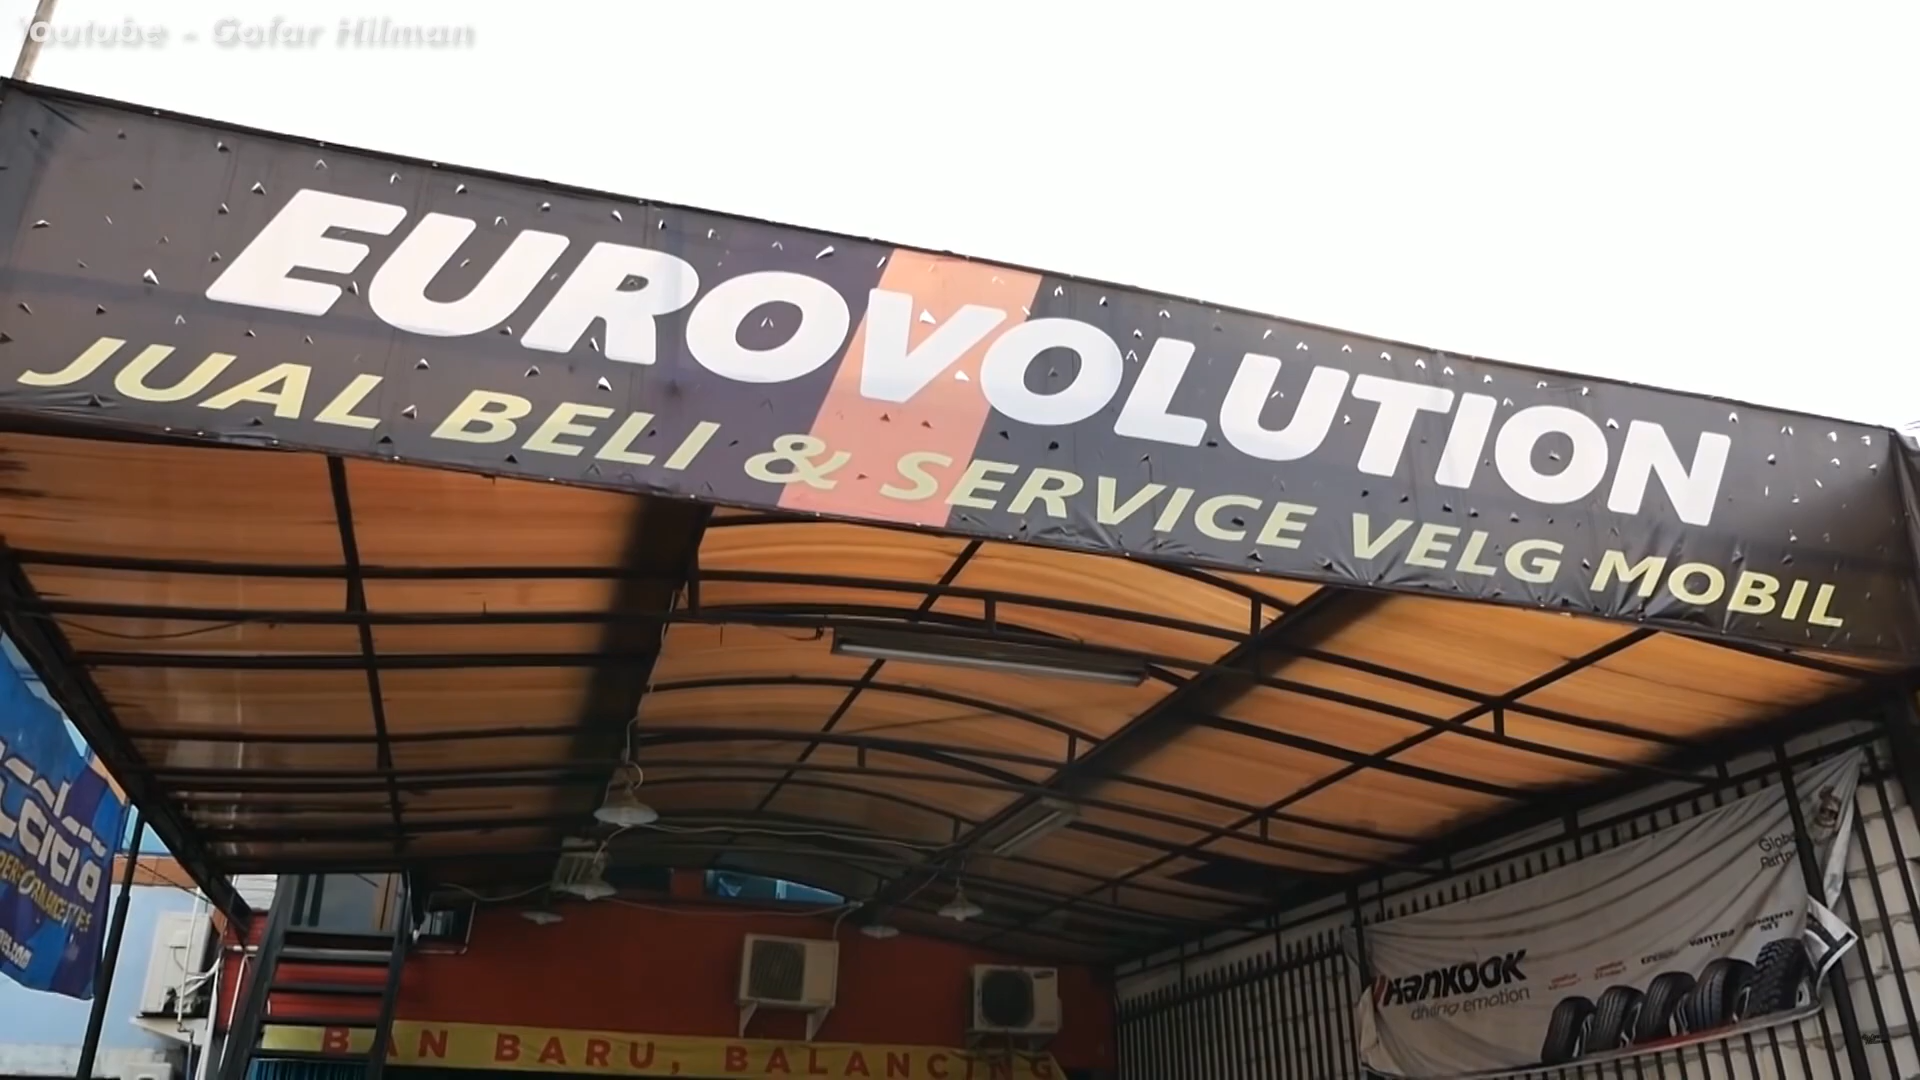 Youtube - Gofar Hilman
EUROVOLUTION
JUAL BELI & SERVICE VELG MOBIL
HANKOOK
driving emotion
BAN BARU, BALANCING